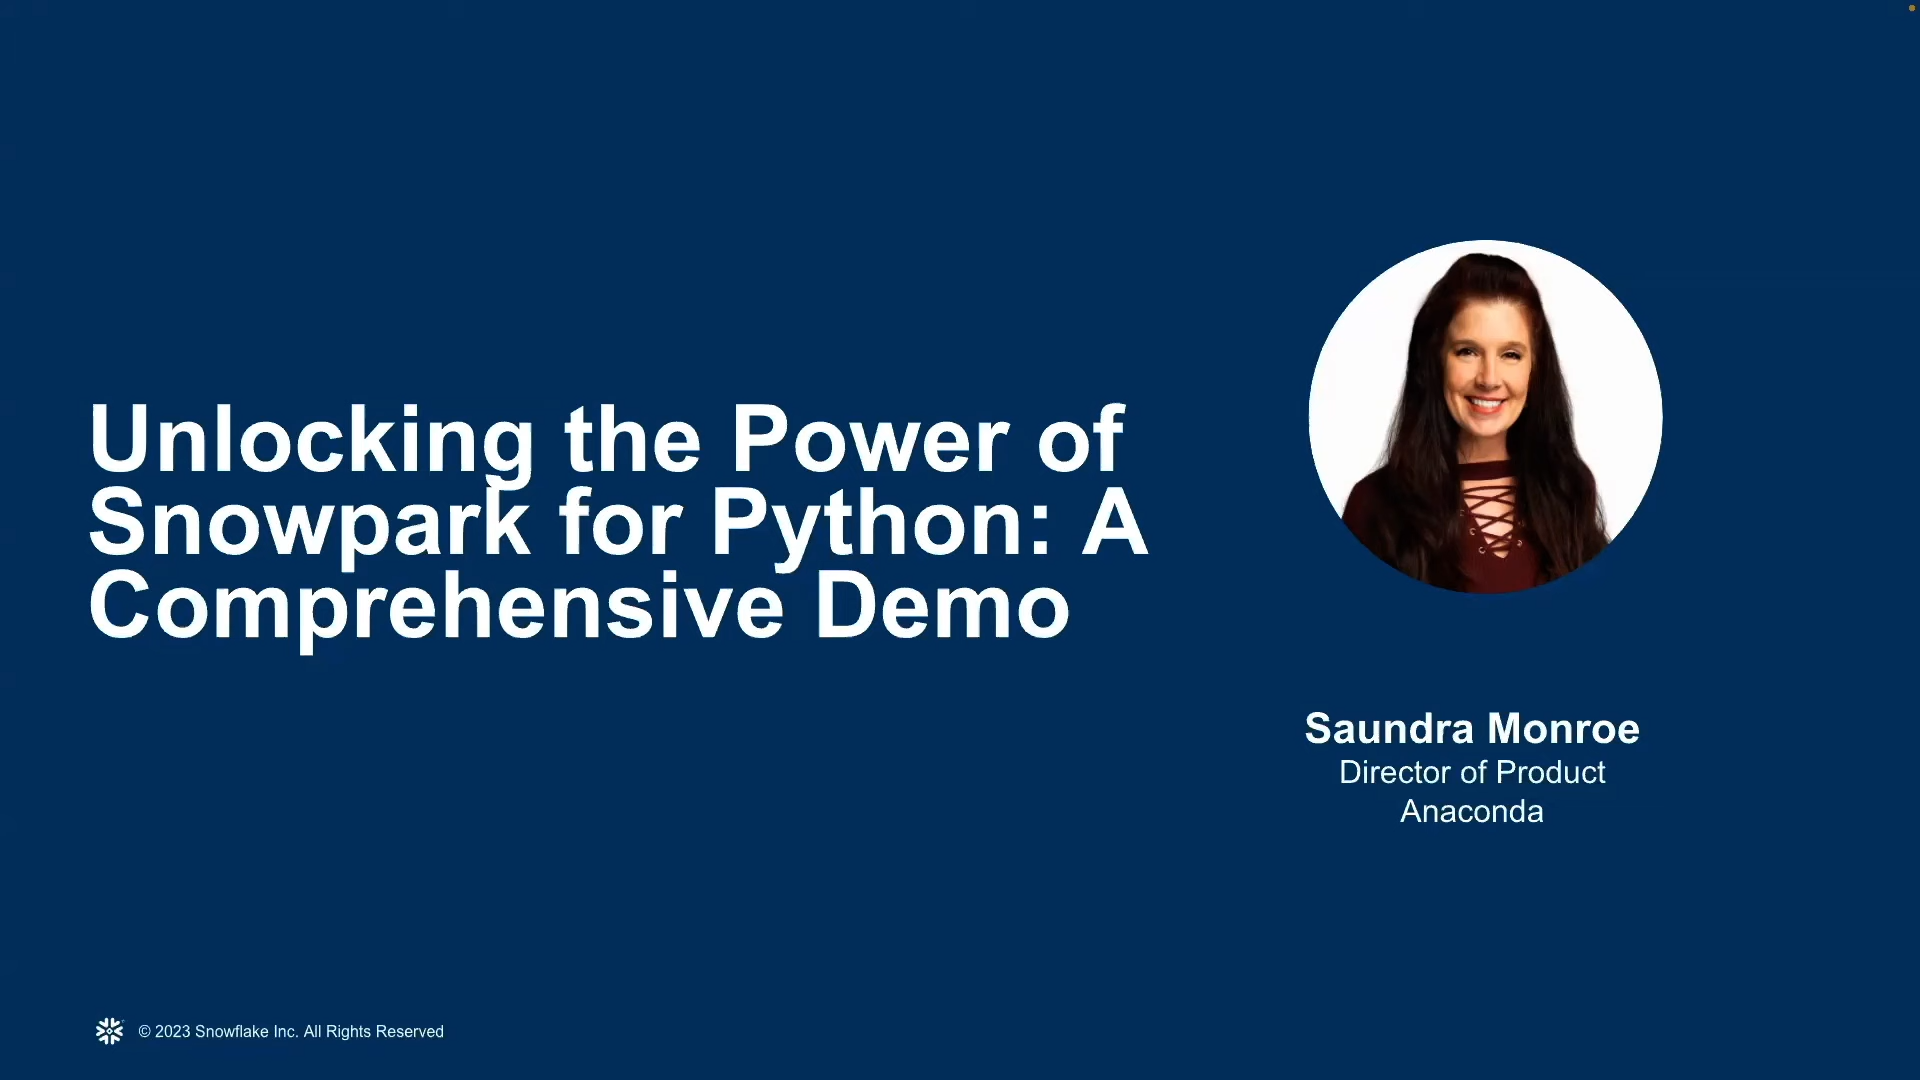 Unlocking the Power of
Snowpark for Python: A
Comprehensive Demo
Saundra Monroe
Director of Product
Anaconda
© 2023 Snowflake Inc. All Rights Reserved